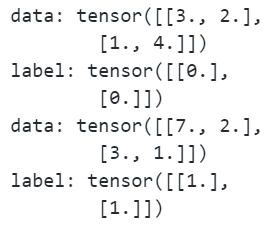 data: tensor([[3., 2.],
        [1., 4.]])
label: tensor([[0.],
        [0.]])
data: tensor([[7., 2.],
        [3., 1.]])
label: tensor([[1.],
        [1.]])